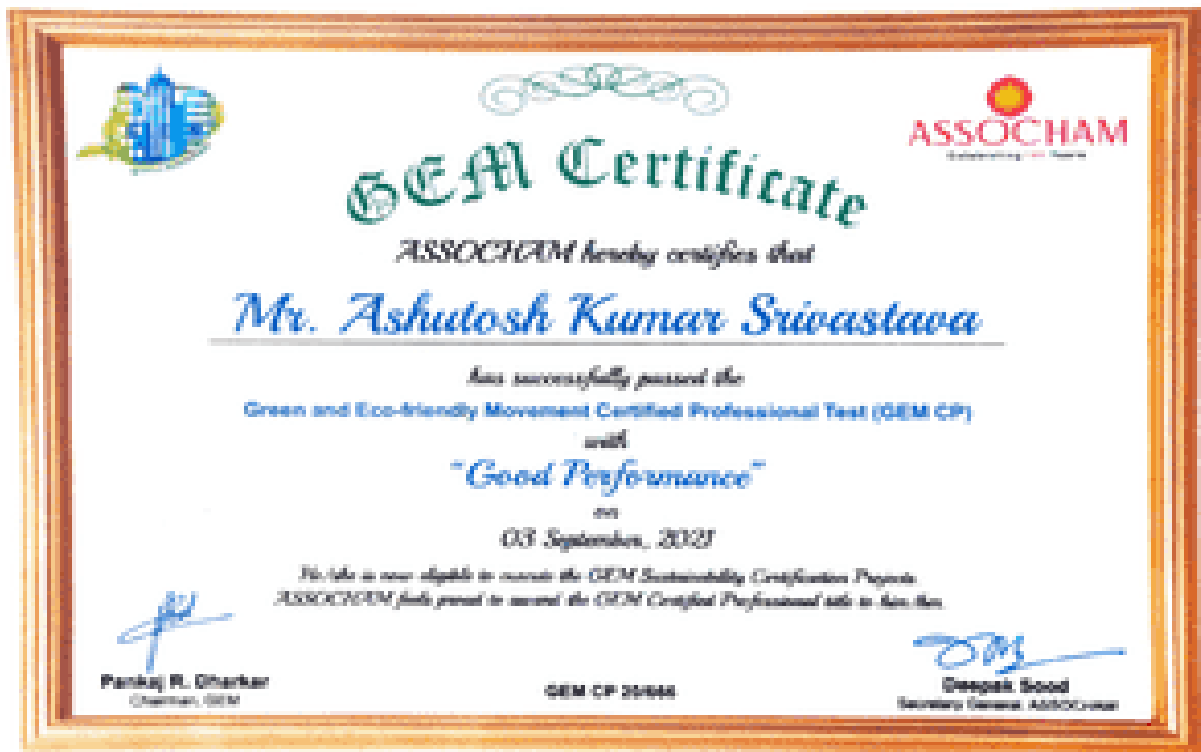 ASSOCHAM
GEM Certificate
ASSOCHAM hereby certifies that
Mr. Ashutosh Kumar Srivastava
has successfully passed the
Green and Eco-friendly Movement Certified Professional Test (GEM CP)
with
"Good Performance"
on
03 September, 2021
He/she is now eligible to execute the GEM Sustainability Certification Projects.
ASSOCHAM feels proud to award the GEM Certified Professional title to him/her.
Pankaj R. Dharkar
Chairman, GEM
GEM CP
Deepak Sood
Secretary General, ASSOCHAM